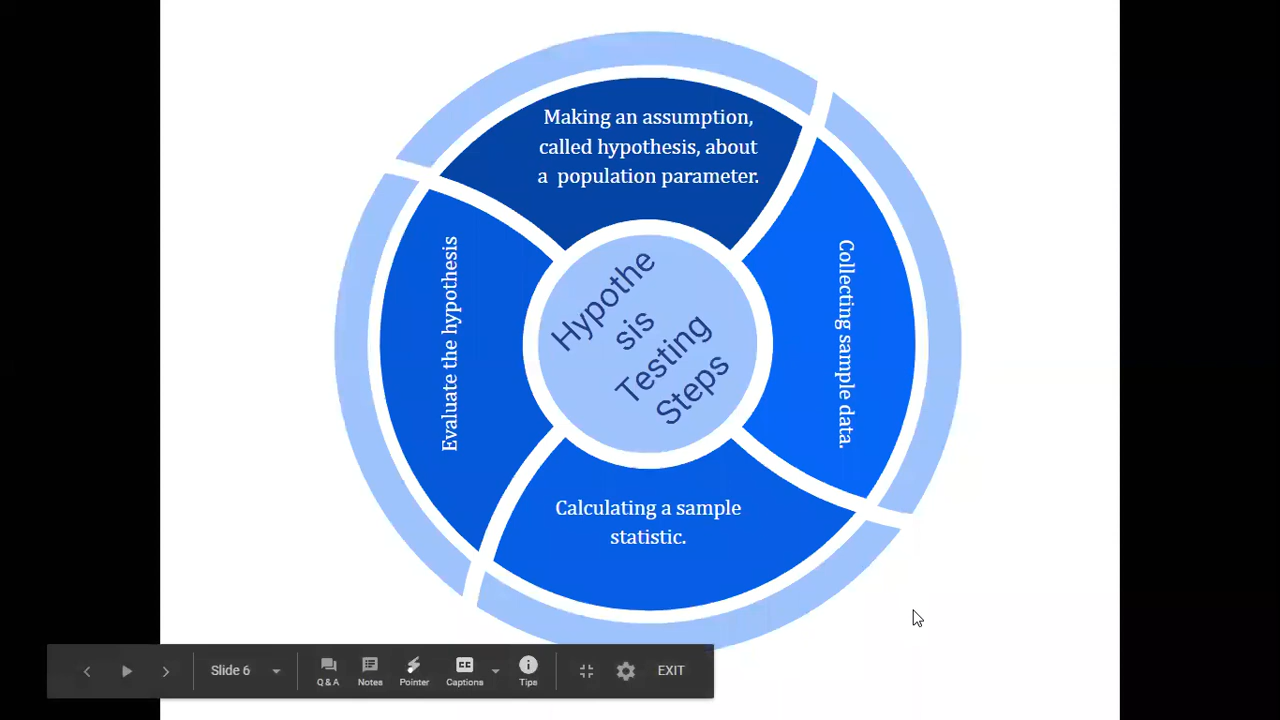 Making an assumption,
called hypothesis, about
a population parameter.
Collecting sample data.
Calculating a sample
statistic.
Evaluate the hypothesis
Hypothe
sis
Testing
Steps
Slide 6
Q & A
Notes
Pointer
CC
Captions
Tips
EXIT